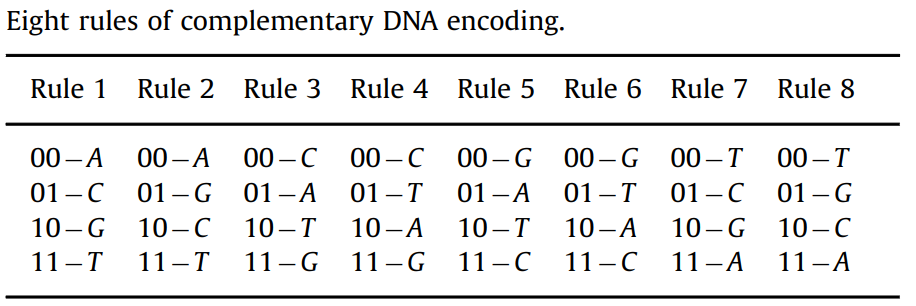 Eight rules of complementary DNA encoding.
Rule 1 Rule 2 Rule 3 Rule 4 Rule 5 Rule 6 Rule 7 Rule 8
00–A 00–A 00–C 00–C 00–G 00–G 00–T 00–T
01–C 01–G 01–A 01–T 01–A 01–T 01–C 01–G
10–G 10–C 10–T 10–A 10–T 10–A 10–G 10–C
11–T 11–T 11–G 11–G 11–C 11–C 11–A 11–A